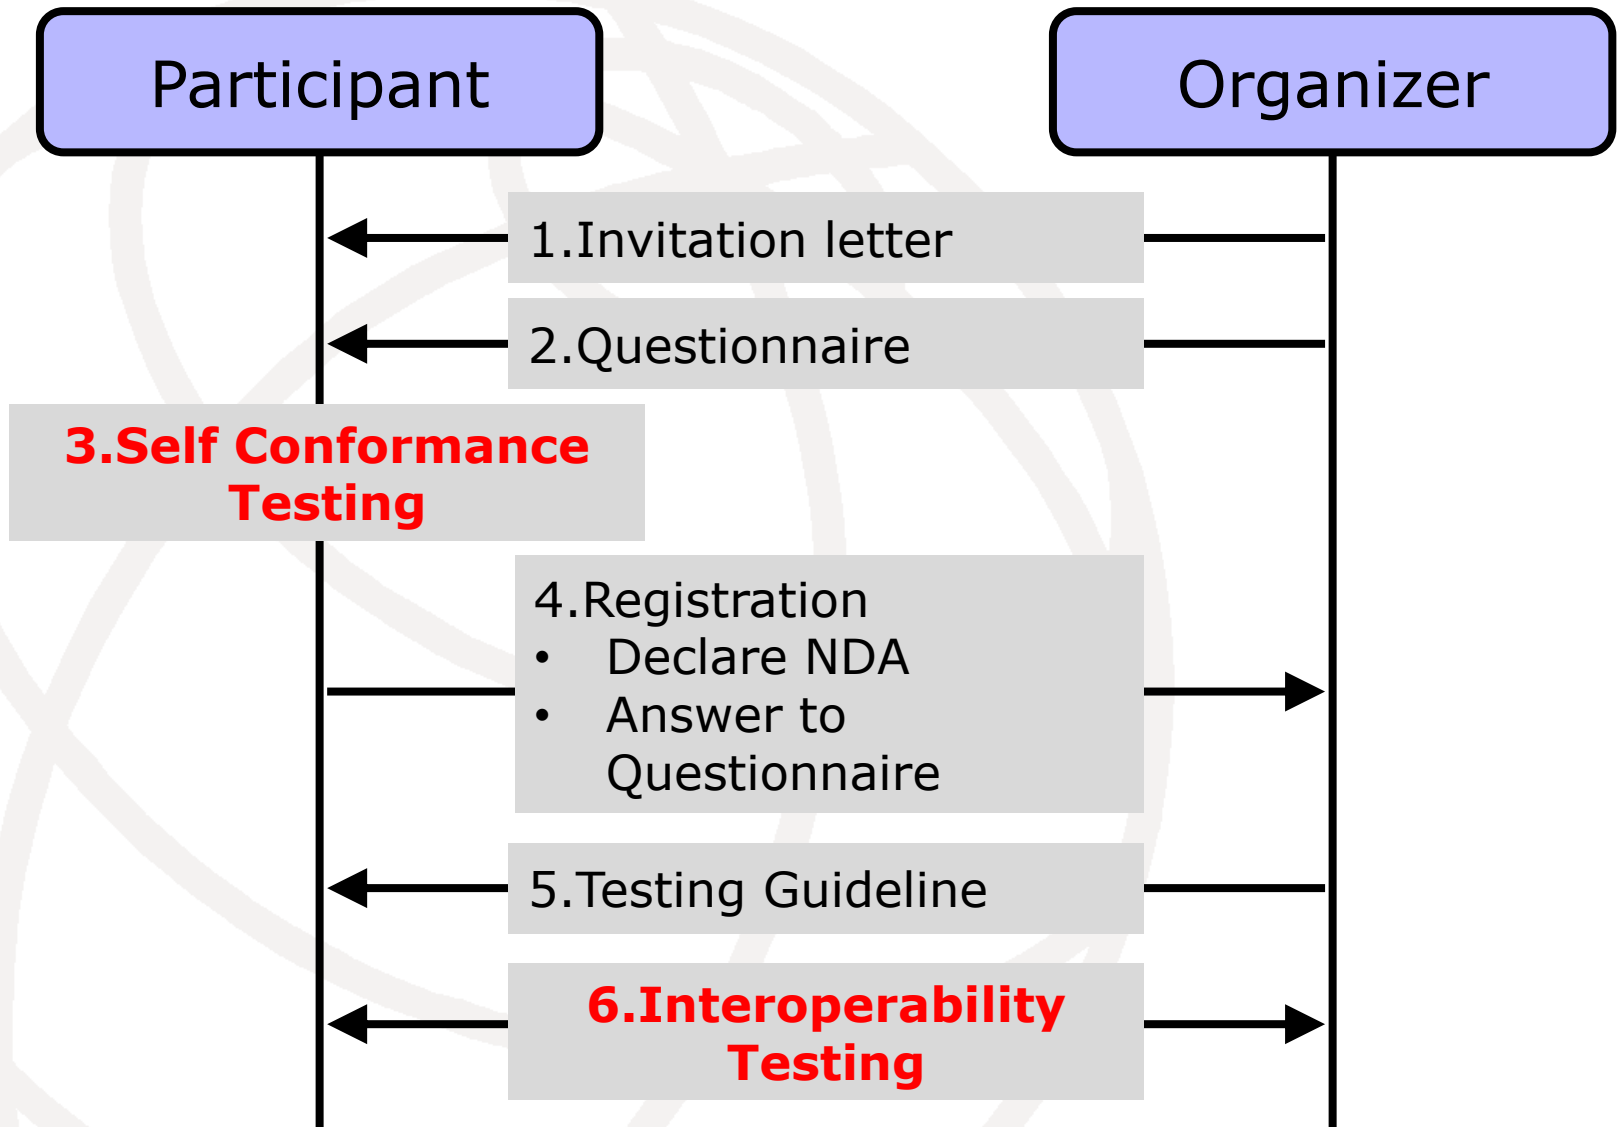 Participant
Organizer
1.Invitation letter
2.Questionnaire
3.Self Conformance
Testing
4.Registration
• Declare NDA
• Answer to
Questionnaire
5.Testing Guideline
6.Interoperability
Testing